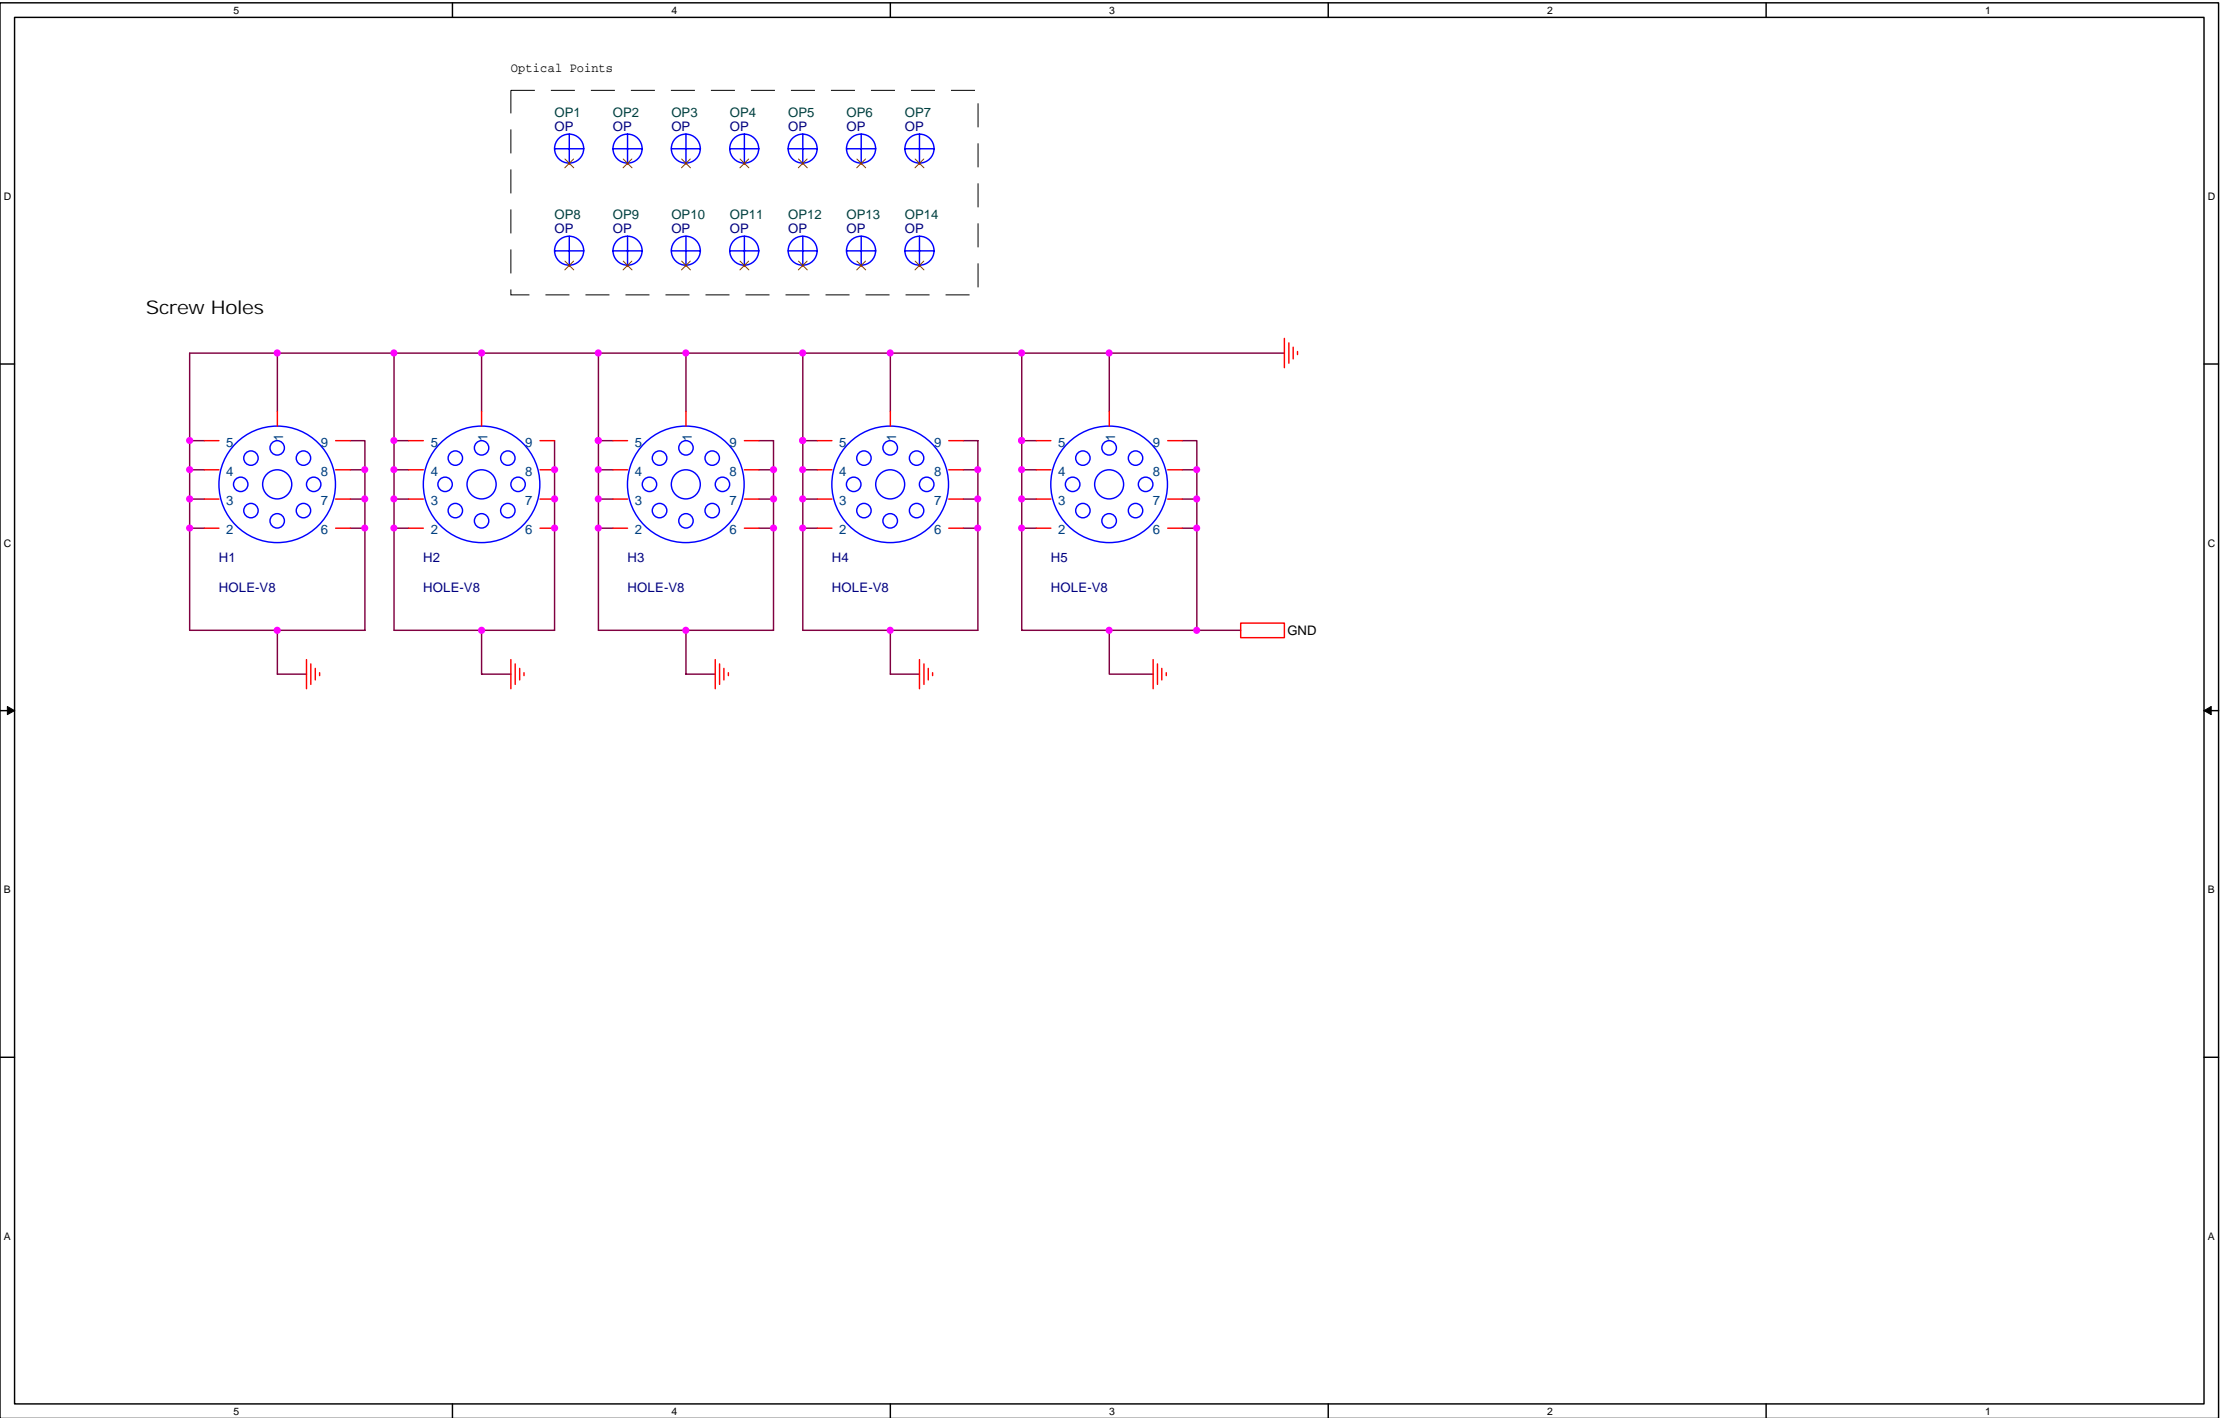 5 4 3 2 1
Optical Points
OP1 OP2 OP3 OP4 OP5 OP6 OP7
OP OP OP OP OP OP OP
D D
OP8 OP9 OP10 OP11 OP12 OP13 OP14
OP OP OP OP OP OP OP
Screw Holes
5 1 9 5 1 9 5 1 9 5 1 9 5 1 9
4 8 4 8 4 8 4 8 4 8
3 7 3 7 3 7 3 7 3 7
2 6 2 6 2 6 2 6 2 6
C C
H1 H2 H3 H4 H5
HOLE-V8 HOLE-V8 HOLE-V8 HOLE-V8 HOLE-V8
GND
B B
A A
5 4 3 2 1